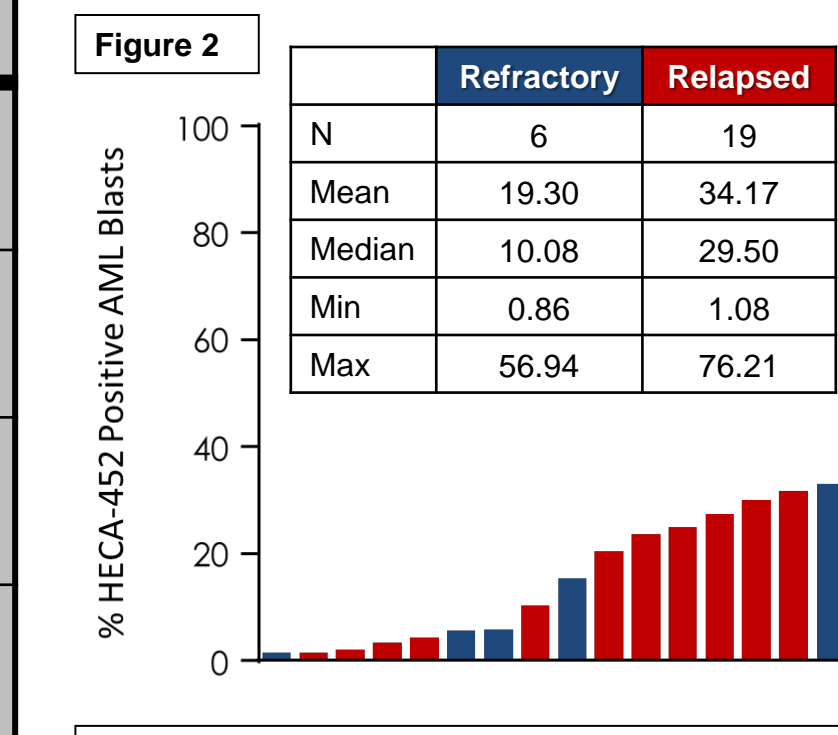 Figure 2
Refractory Relapsed
N 6 19
Mean 19.30 34.17
Median 10.08 29.50
Min 0.86 1.08
Max 56.94 76.21
% HECA-452 Positive AML Blasts
100
80
60
40
20
0